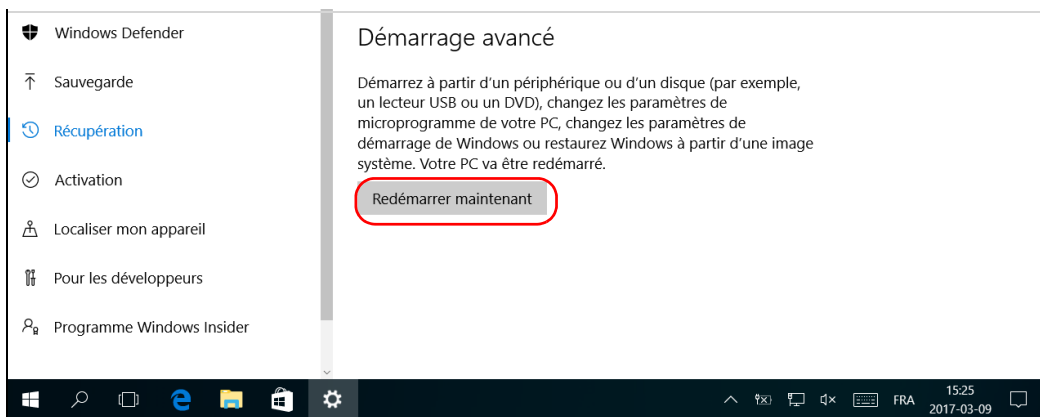 Windows Defender
Sauvegarde
Récupération
Activation
Localiser mon appareil
Pour les développeurs
Programme Windows Insider
Démarrage avancé
Démarrez à partir d'un périphérique ou d'un disque (par exemple,
un lecteur USB ou un DVD), changez les paramètres de
microprogramme de votre PC, changez les paramètres de
démarrage de Windows ou restaurez Windows à partir d'une image
système. Votre PC va être redémarré.
Redémarrer maintenant
FRA
15:25
2017-03-09